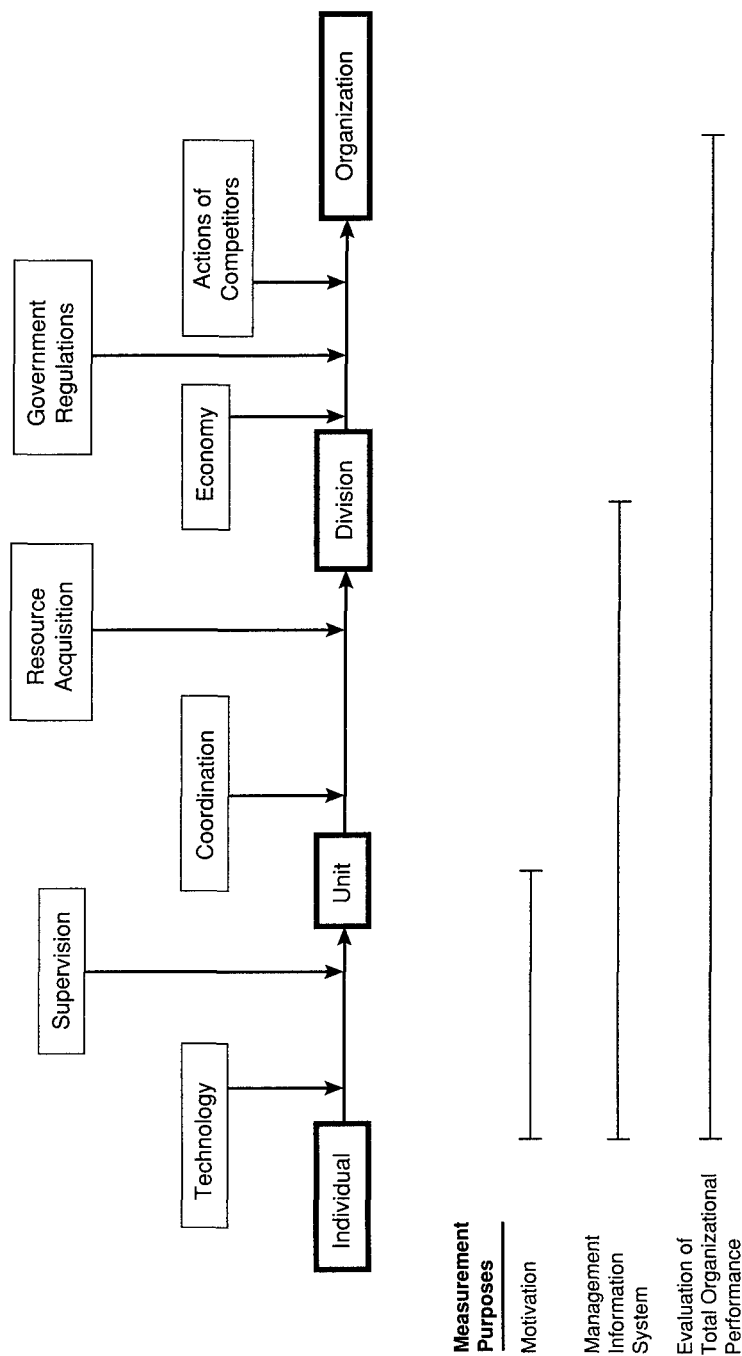 Government
Regulations
Resource
Acquisition
Supervision
Actions of
Competitors
Economy
Coordination
Technology
Individual
Unit
Division
Organization
Measurement
Purposes
Motivation
Management
Information
System
Evaluation of
Total Organizational
Performance